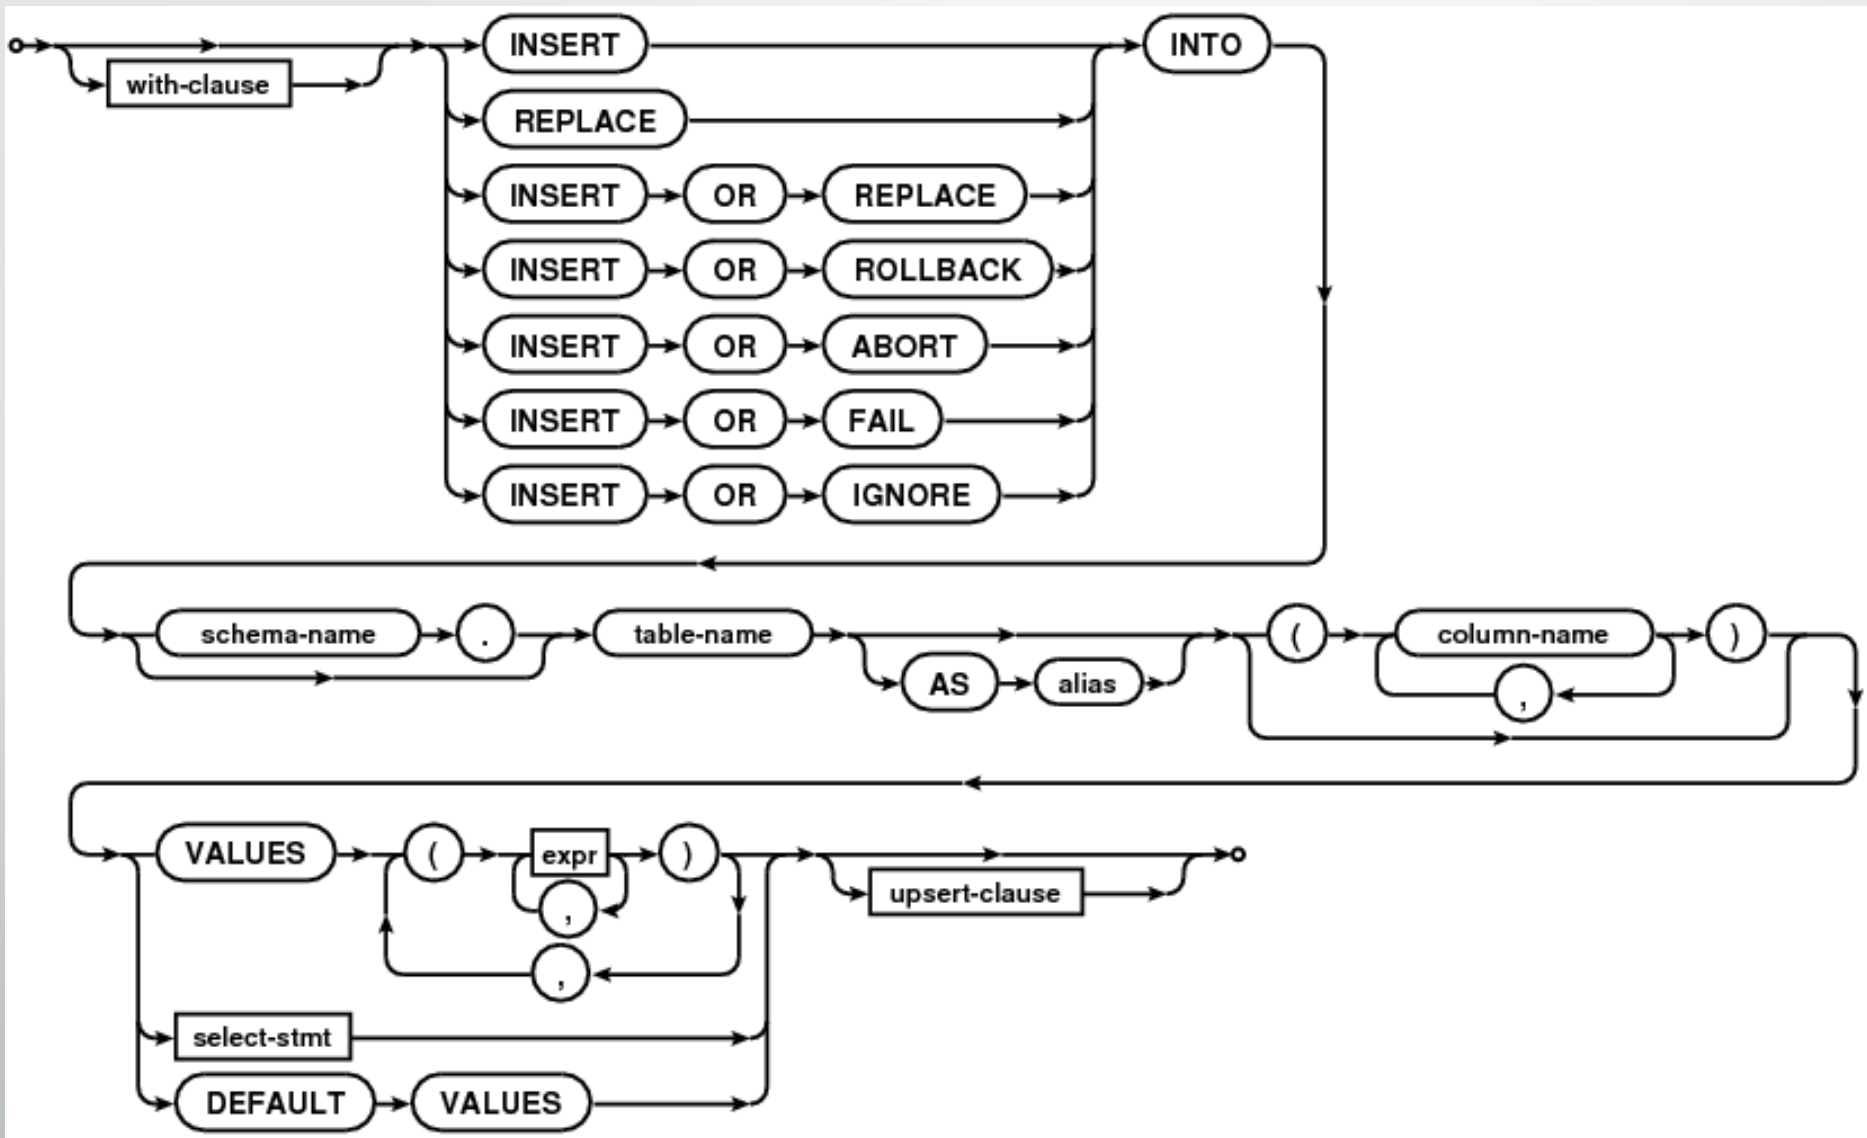 INSERT INTO
with-clause
REPLACE
INSERT OR REPLACE
INSERT OR ROLLBACK
INSERT OR ABORT
INSERT OR FAIL
INSERT OR IGNORE
schema-name . table-name ( column-name )
AS alias ,
VALUES ( expr )
, upsert-clause
,
select-stmt
DEFAULT VALUES